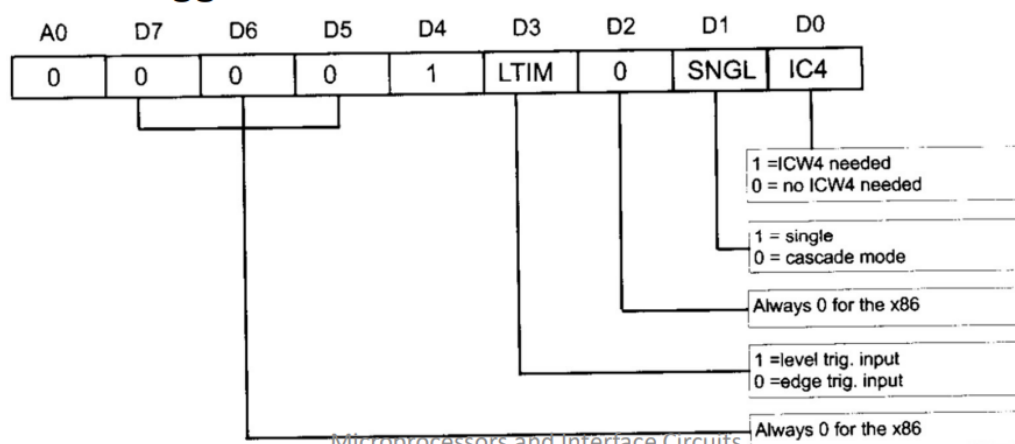 A0 D7 D6 D5 D4 D3 D2 D1 D0
0 0 0 0 1 LTIM 0 SNGL IC4
1 =ICW4 needed
0 = no ICW4 needed
1 = single
0 = cascade mode
Always 0 for the x86
1 =level trig. input
0 =edge trig. input
Always 0 for the x86
Microprocessors and Interface Circuits